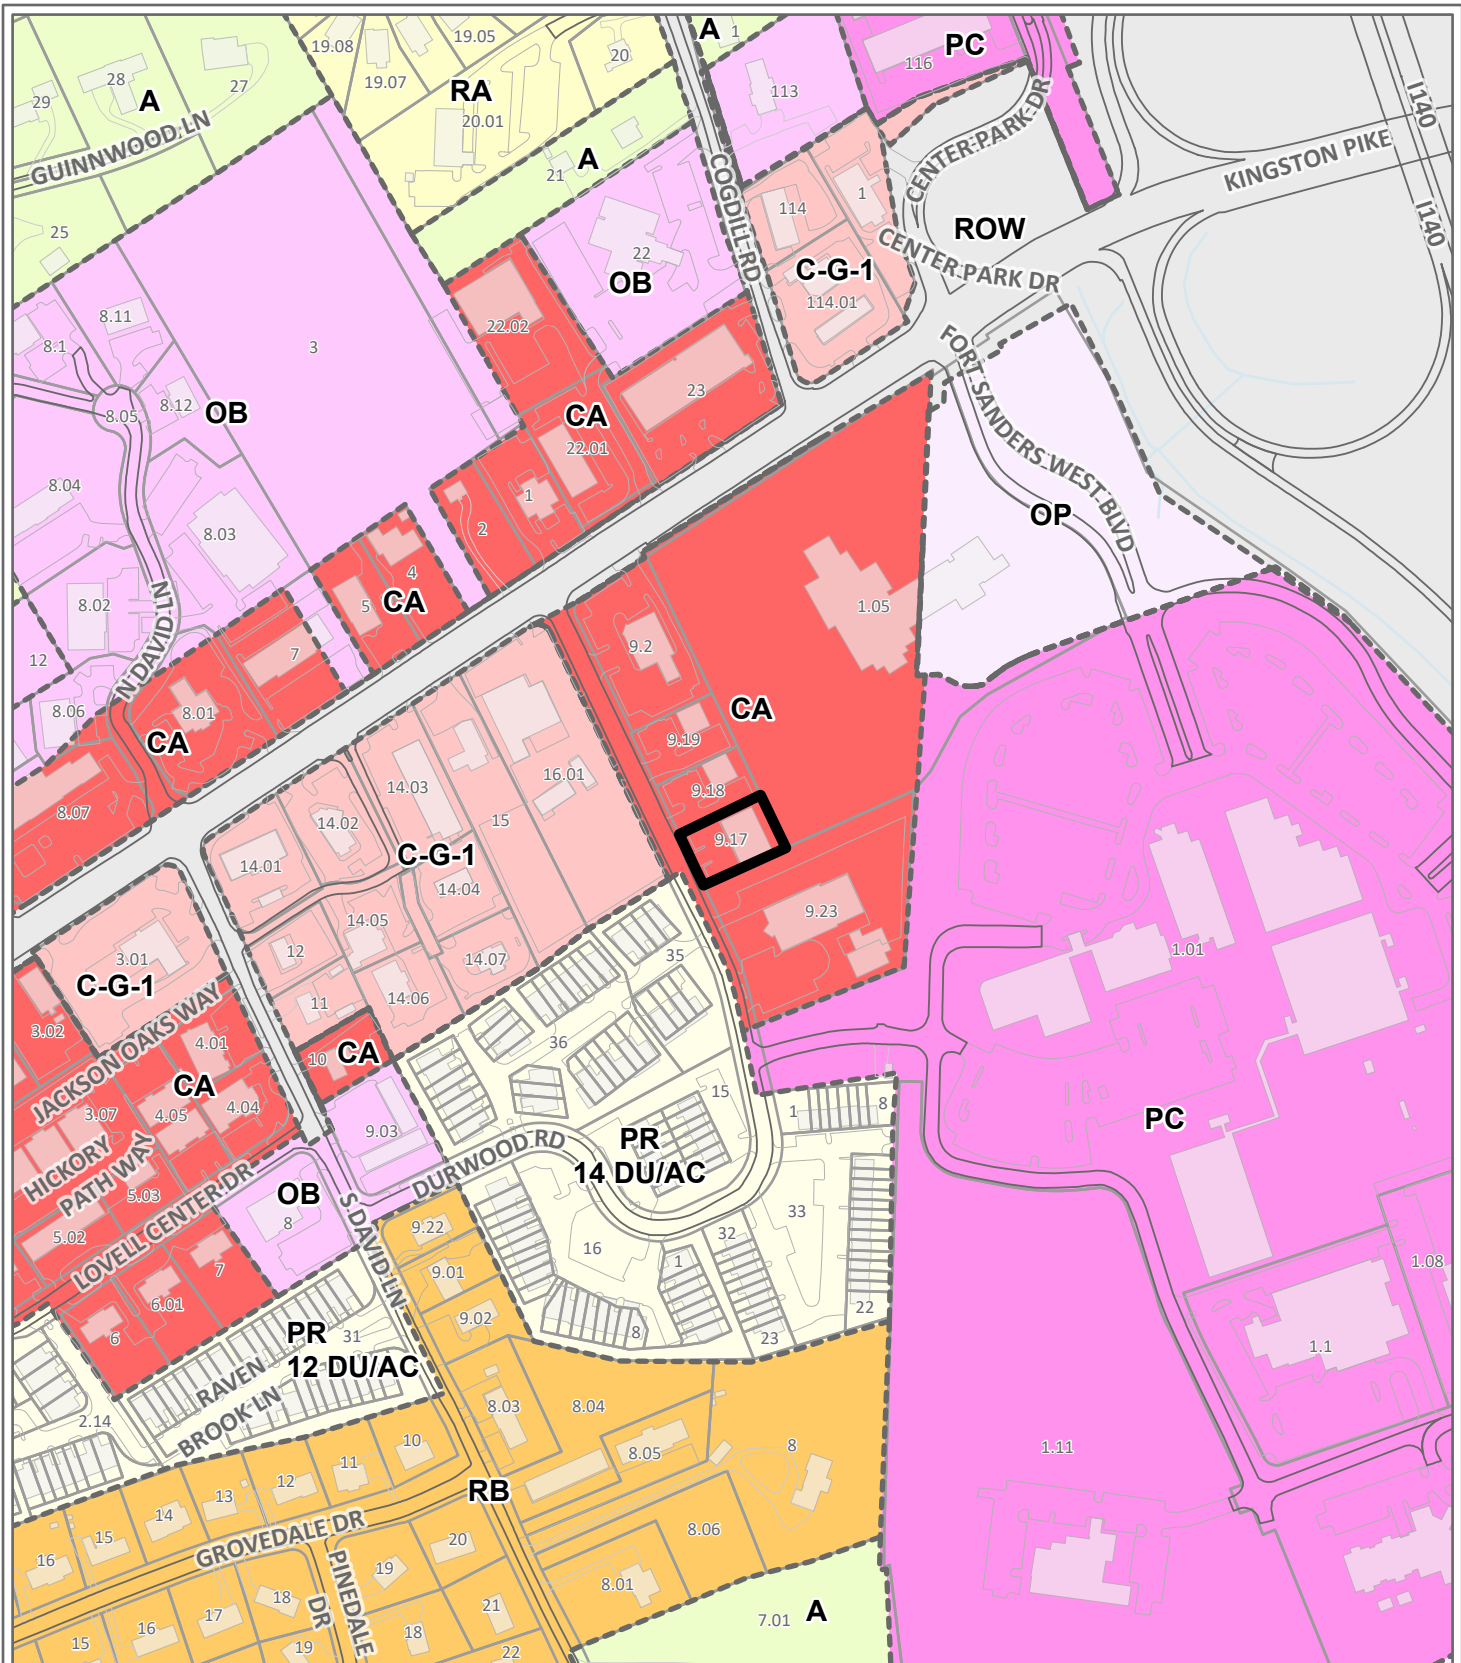 19.08
19.05
20
A
1
PC
116
28
27
A
29
19.07
RA
20.01
113
I140
GUINNWOOD LN
CENTER PARK DR
KINGSTON PIKE
A
21
COGDILL RD
1
114
25
22
OB
ROW
I140
CENTER PARK DR
C-G-1
114.01
8.11
8.1
3
22.02
FORT SANDERS WEST BLVD
23
8.12
8.05
OB
CA
22.01
8.04
1
2
OP
8.03
N DAVID LN
4
5
CA
8.02
1.05
12
7
9.2
8.06
8.01
CA
CA
9.19
8.07
14.03
16.01
9.18
15
14.02
C-G-1
14.01
9.17
14.04
9.23
14.05
12
3.01
C-G-1
14.07
35
1.01
11
14.06
JACKSON OAKS WAY
3.02
4.01
10
CA
36
CA
3.07
4.05
4.04
9.03
15
1
8
PC
HICKORY
PATH WAY
DURWOOD RD
PR
14 DU/AC
5.03
OB
8
LOVELL CENTER DR
5.02
S DAVID LN
9.22
33
32
16
1
7
9.01
1.08
6.01
9.02
22
6
PR
12 DU/AC
31
8
23
1.1
RAVEN
BROOK LN
2.14
8.03
8.04
10
8.05
8
1.11
11
12
13
RB
14
15
16
GROVEDALE DR
8.06
20
19
PINEDALE
DR
8.01
18
17
21
16
15
19
18
22
7.01
A